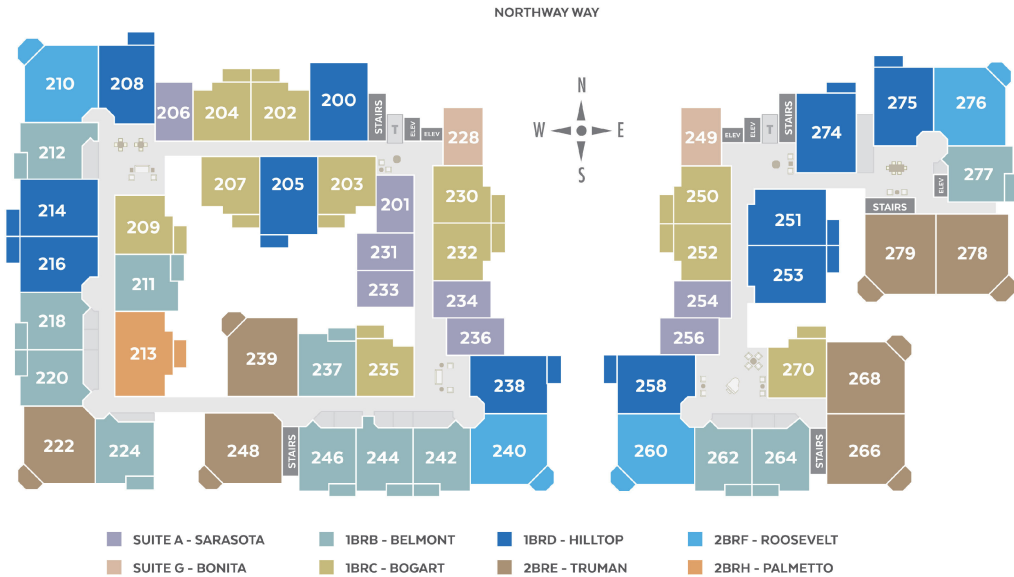 NORTHWAY WAY
210
208
206
204
202
200
STAIRS
T
ELEV
ELEV
228
N
W
E
S
249
ELEV
ELEV
T
STAIRS
274
275
276
212
207
205
203
201
230
250
251
277
ELEV
STAIRS
214
209
231
232
252
253
279
278
216
211
233
234
254
218
213
239
237
235
236
256
270
268
220
238
258
222
224
248
STAIRS
246
244
242
240
260
262
264
STAIRS
266
SUITE A - SARASOTA
1BRB - BELMONT
1BRD - HILLTOP
2BRF - ROOSEVELT
SUITE G - BONITA
1BRC - BOGART
2BRE - TRUMAN
2BRH - PALMETTO